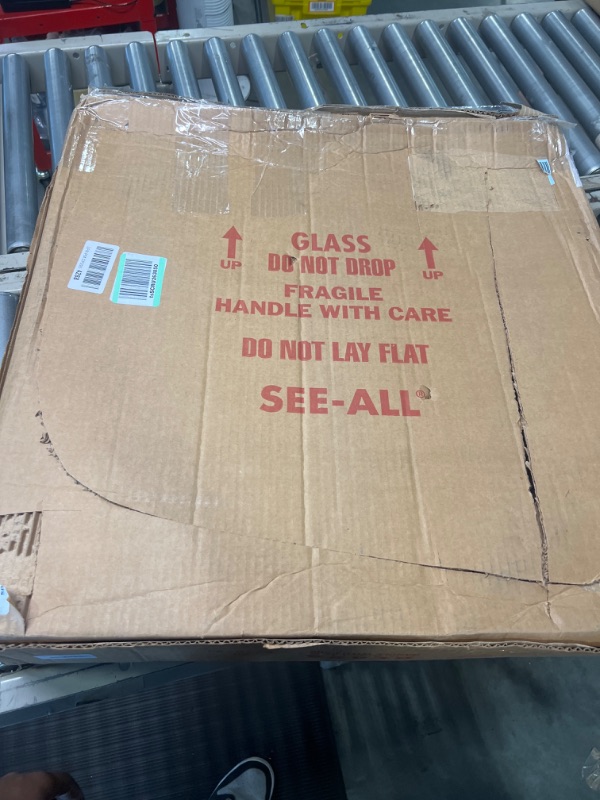 GLASS
UP DO NOT DROP UP
FRAGILE
HANDLE WITH CARE
DO NOT LAY FLAT
SEE-ALL®